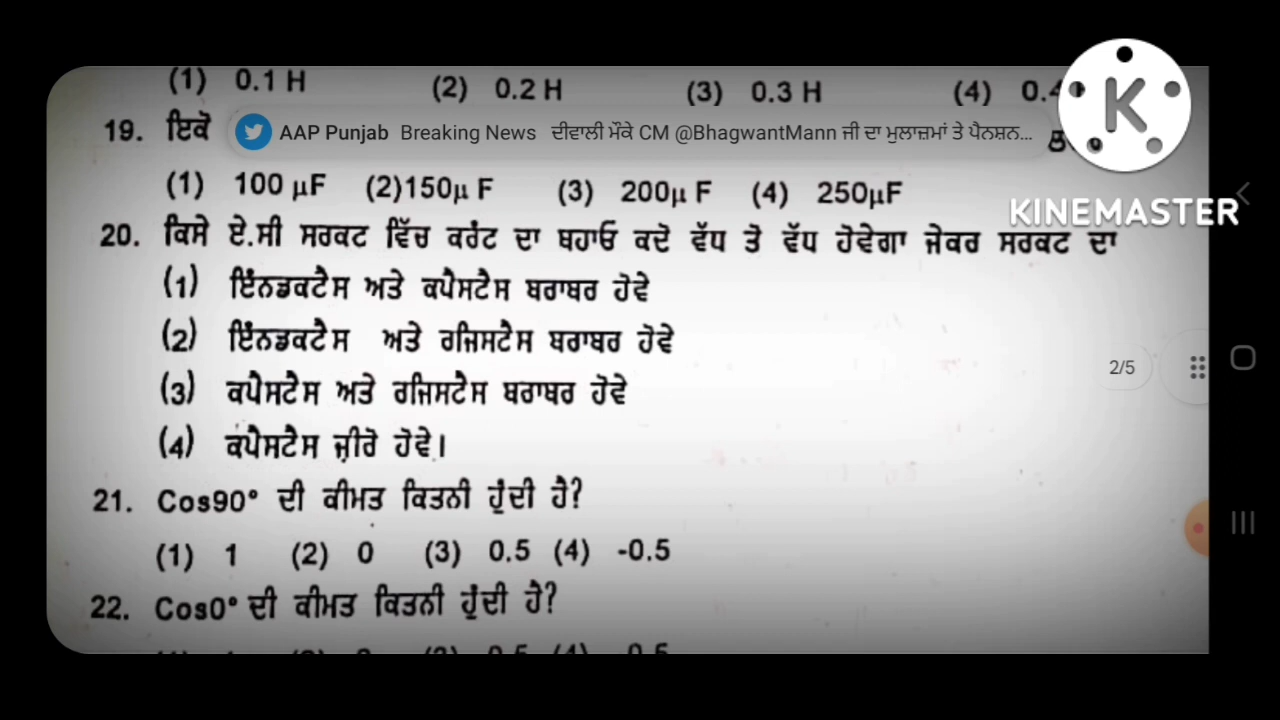 (1) 0.1 H (2) 0.2 H (3) 0.3 H (4)
19. ਇਕੋ
AAP Punjab Breaking News ਦੀਵਾਲੀ ਮੌਕੇ CM @BhagwantMann ਜੀ ਦਾ ਮੁਲਾਜ਼ਮਾਂ ਤੇ ਪੈਨਸ਼ਨ...
K
KINEMASTER
(1) 100 μF (2)150μ F (3) 200μ F (4) 250μF
20. ਕਿਸੇ ਏ.ਸੀ ਸਰਕਟ ਵਿੱਚ ਕਰੰਟ ਦਾ ਬਹਾਓ ਕਦੋ ਵੱਧ ਤੋ ਵੱਧ ਹੋਵੇਗਾ ਜੇਕਰ ਸਰਕਟ ਦਾ
(1) ਇੰਨਡਕਟੈਸ ਅਤੇ ਕਪੈਸਟੈਸ ਬਰਾਬਰ ਹੋਵੇ
(2) ਇੰਨਡਕਟੈਸ ਅਤੇ ਰਜਿਸਟੈਸ ਬਰਾਬਰ ਹੋਵੇ
2/5
(3) ਕਪੈਸਟੈਸ ਅਤੇ ਰਜਿਸਟੈਸ ਬਰਾਬਰ ਹੋਵੇ
(4) ਕਪੈਸਟੈਸ ਜ਼ੀਰੋ ਹੋਵੇ।
21. Cos90° ਦੀ ਕੀਮਤ ਕਿਤਨੀ ਹੁੰਦੀ ਹੈ?
(1) 1 (2) 0 (3) 0.5 (4) -0.5
22. Cos0° ਦੀ ਕੀਮਤ ਕਿਤਨੀ ਹੁੰਦੀ ਹੈ?